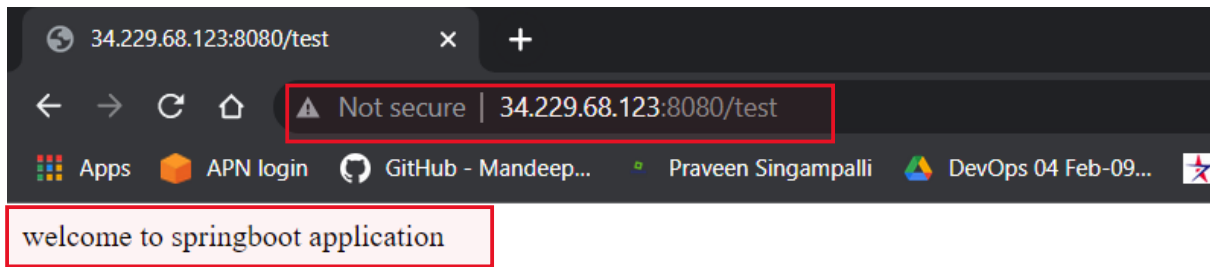 34.229.68.123:8080/test
Not secure | 34.229.68.123:8080/test
Apps APN login GitHub - Mandeep... Praveen Singampalli DevOps 04 Feb-09...
welcome to springboot application